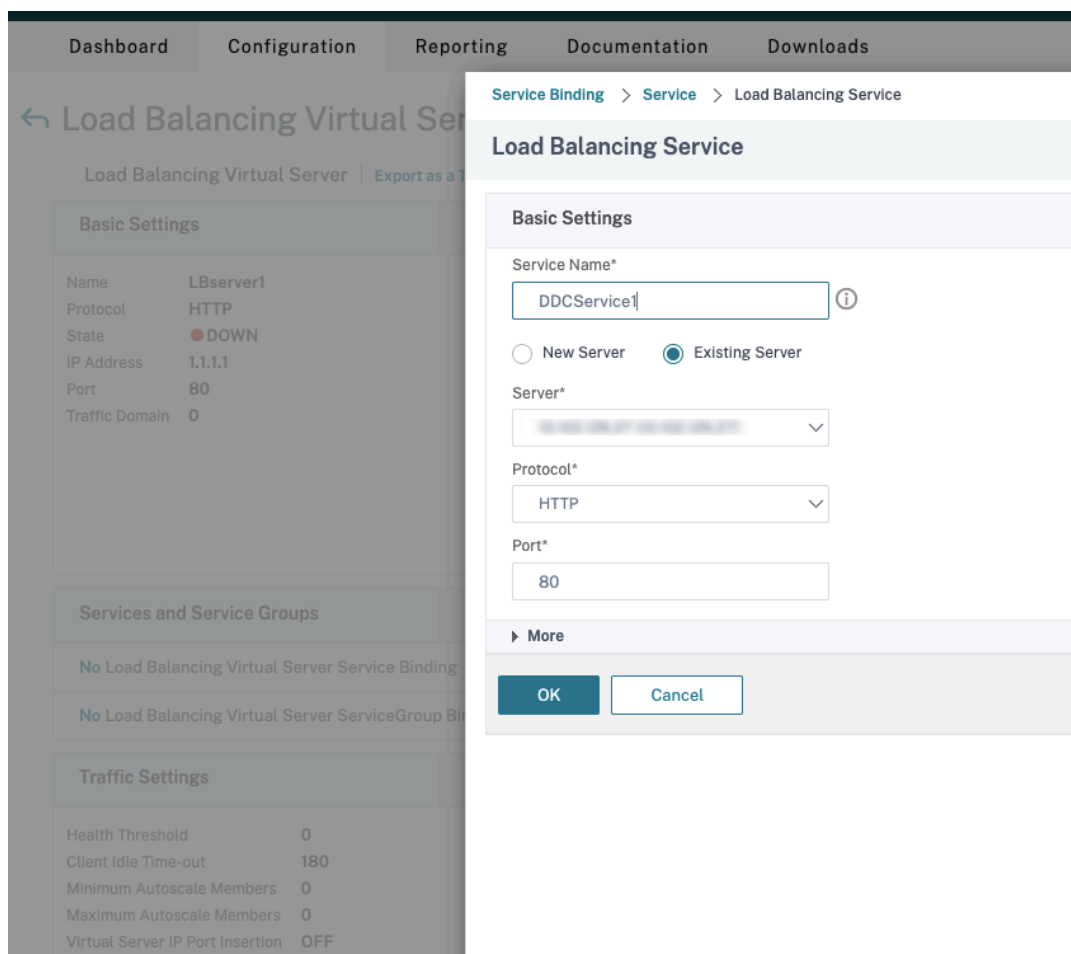 Dashboard Configuration Reporting Documentation Downloads
Load Balancing Virtual Ser
Load Balancing Virtual Server | Export as a T
Basic Settings
Name LBserver1
Protocol HTTP
State DOWN
IP Address 1.1.1.1
Port 80
Traffic Domain 0
Services and Service Groups
No Load Balancing Virtual Server Service Binding
No Load Balancing Virtual Server ServiceGroup Bin
Traffic Settings
Health Threshold 0
Client Idle Time-out 180
Minimum Autoscale Members 0
Maximum Autoscale Members 0
Virtual Server IP Port Insertion OFF
Service Binding > Service > Load Balancing Service
Load Balancing Service
Basic Settings
Service Name*
DDCService1
New Server Existing Server
Server*
Protocol*
HTTP
Port*
80
More
OK Cancel